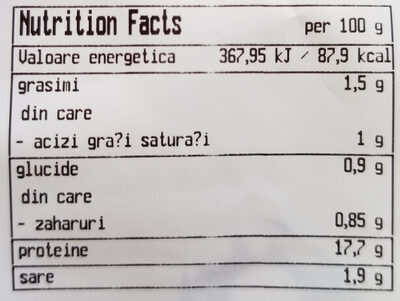 Nutrition Facts per 100 g
Valoare energetica 367,95 kJ / 87,9 kcal
grasimi 1,5 g
din care
- acizi gra?i satura?i 1 g
glucide 0,9 g
din care
- zaharuri 0,85 g
proteine 17,7 g
sare 1,9 g